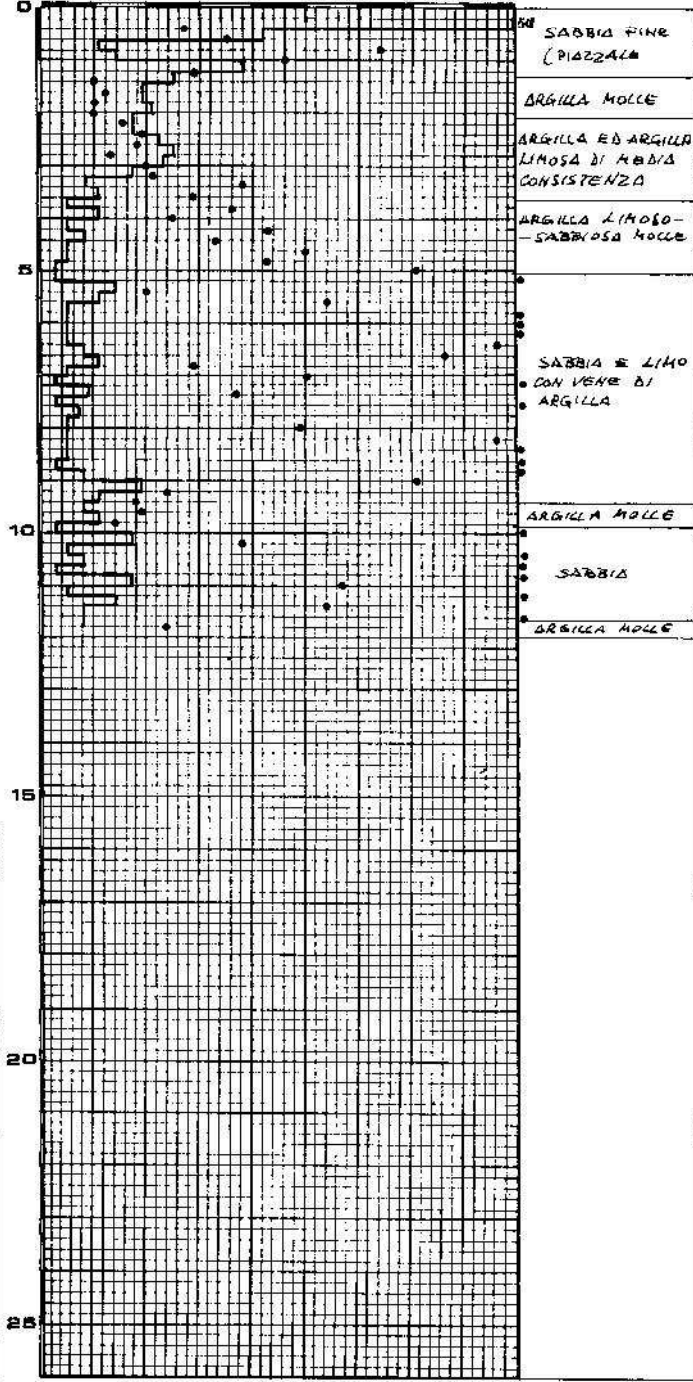 0
SABBIA FINE
(PIAZZALE
ARGILLA MOLLE
ARGILLA ED ARGILLA
LIMOSA DI MEDIA
CONSISTENZA
ARGILLA LIMOSO-
-SABBIOSA MOLLE
5
SABBIA E LIMO
CON VENE DI
ARGILLA
ARGILLA MOLLE
10
SABBIA
ARGILLA MOLLE
15
20
25